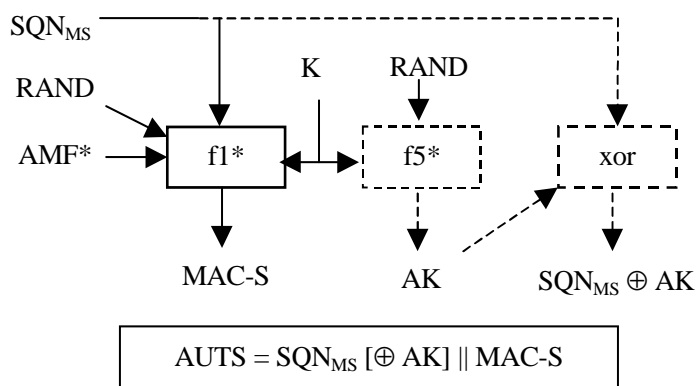 SQN_MS
K
RAND
RAND
AMF*
f1*
f5*
xor
MAC-S
AK
SQN_MS ⊕ AK
AUTS = SQN_MS [⊕ AK] || MAC-S